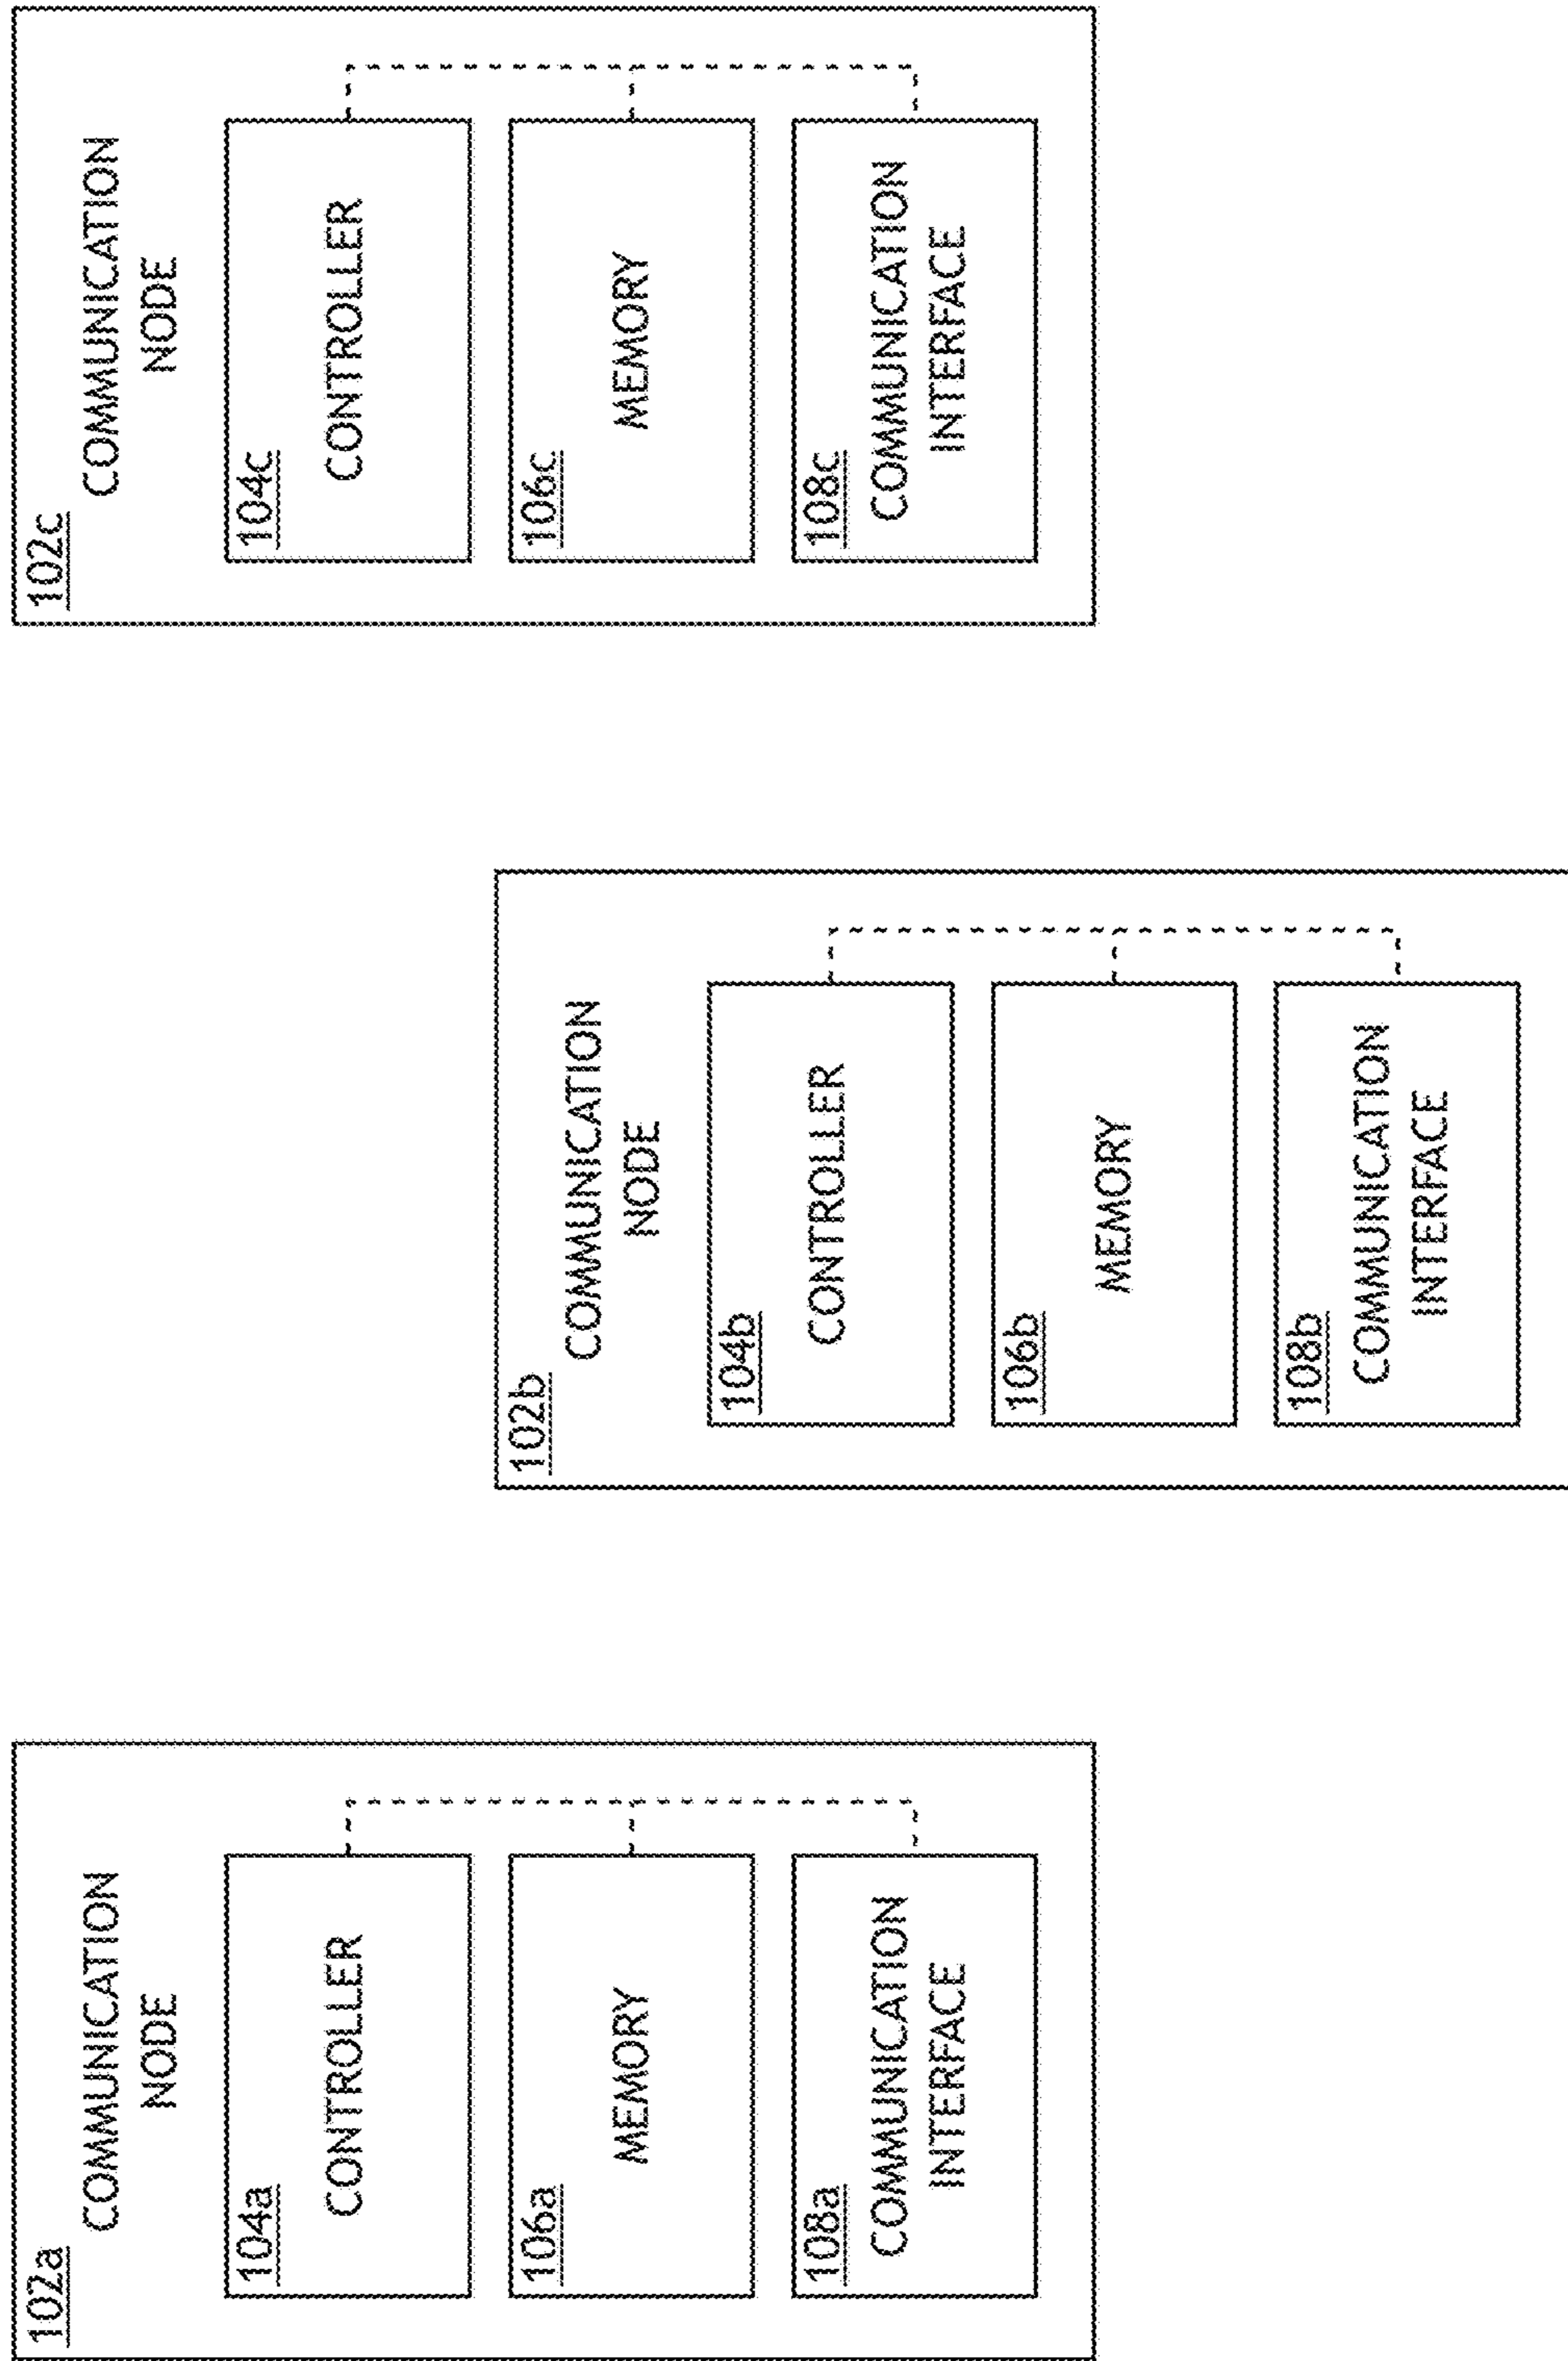 102a
COMMUNICATION
NODE
104a
CONTROLLER
106a
MEMORY
108a
COMMUNICATION
INTERFACE
102b
COMMUNICATION
NODE
104b
CONTROLLER
106b
MEMORY
108b
COMMUNICATION
INTERFACE
102c
COMMUNICATION
NODE
104c
CONTROLLER
106c
MEMORY
108c
COMMUNICATION
INTERFACE